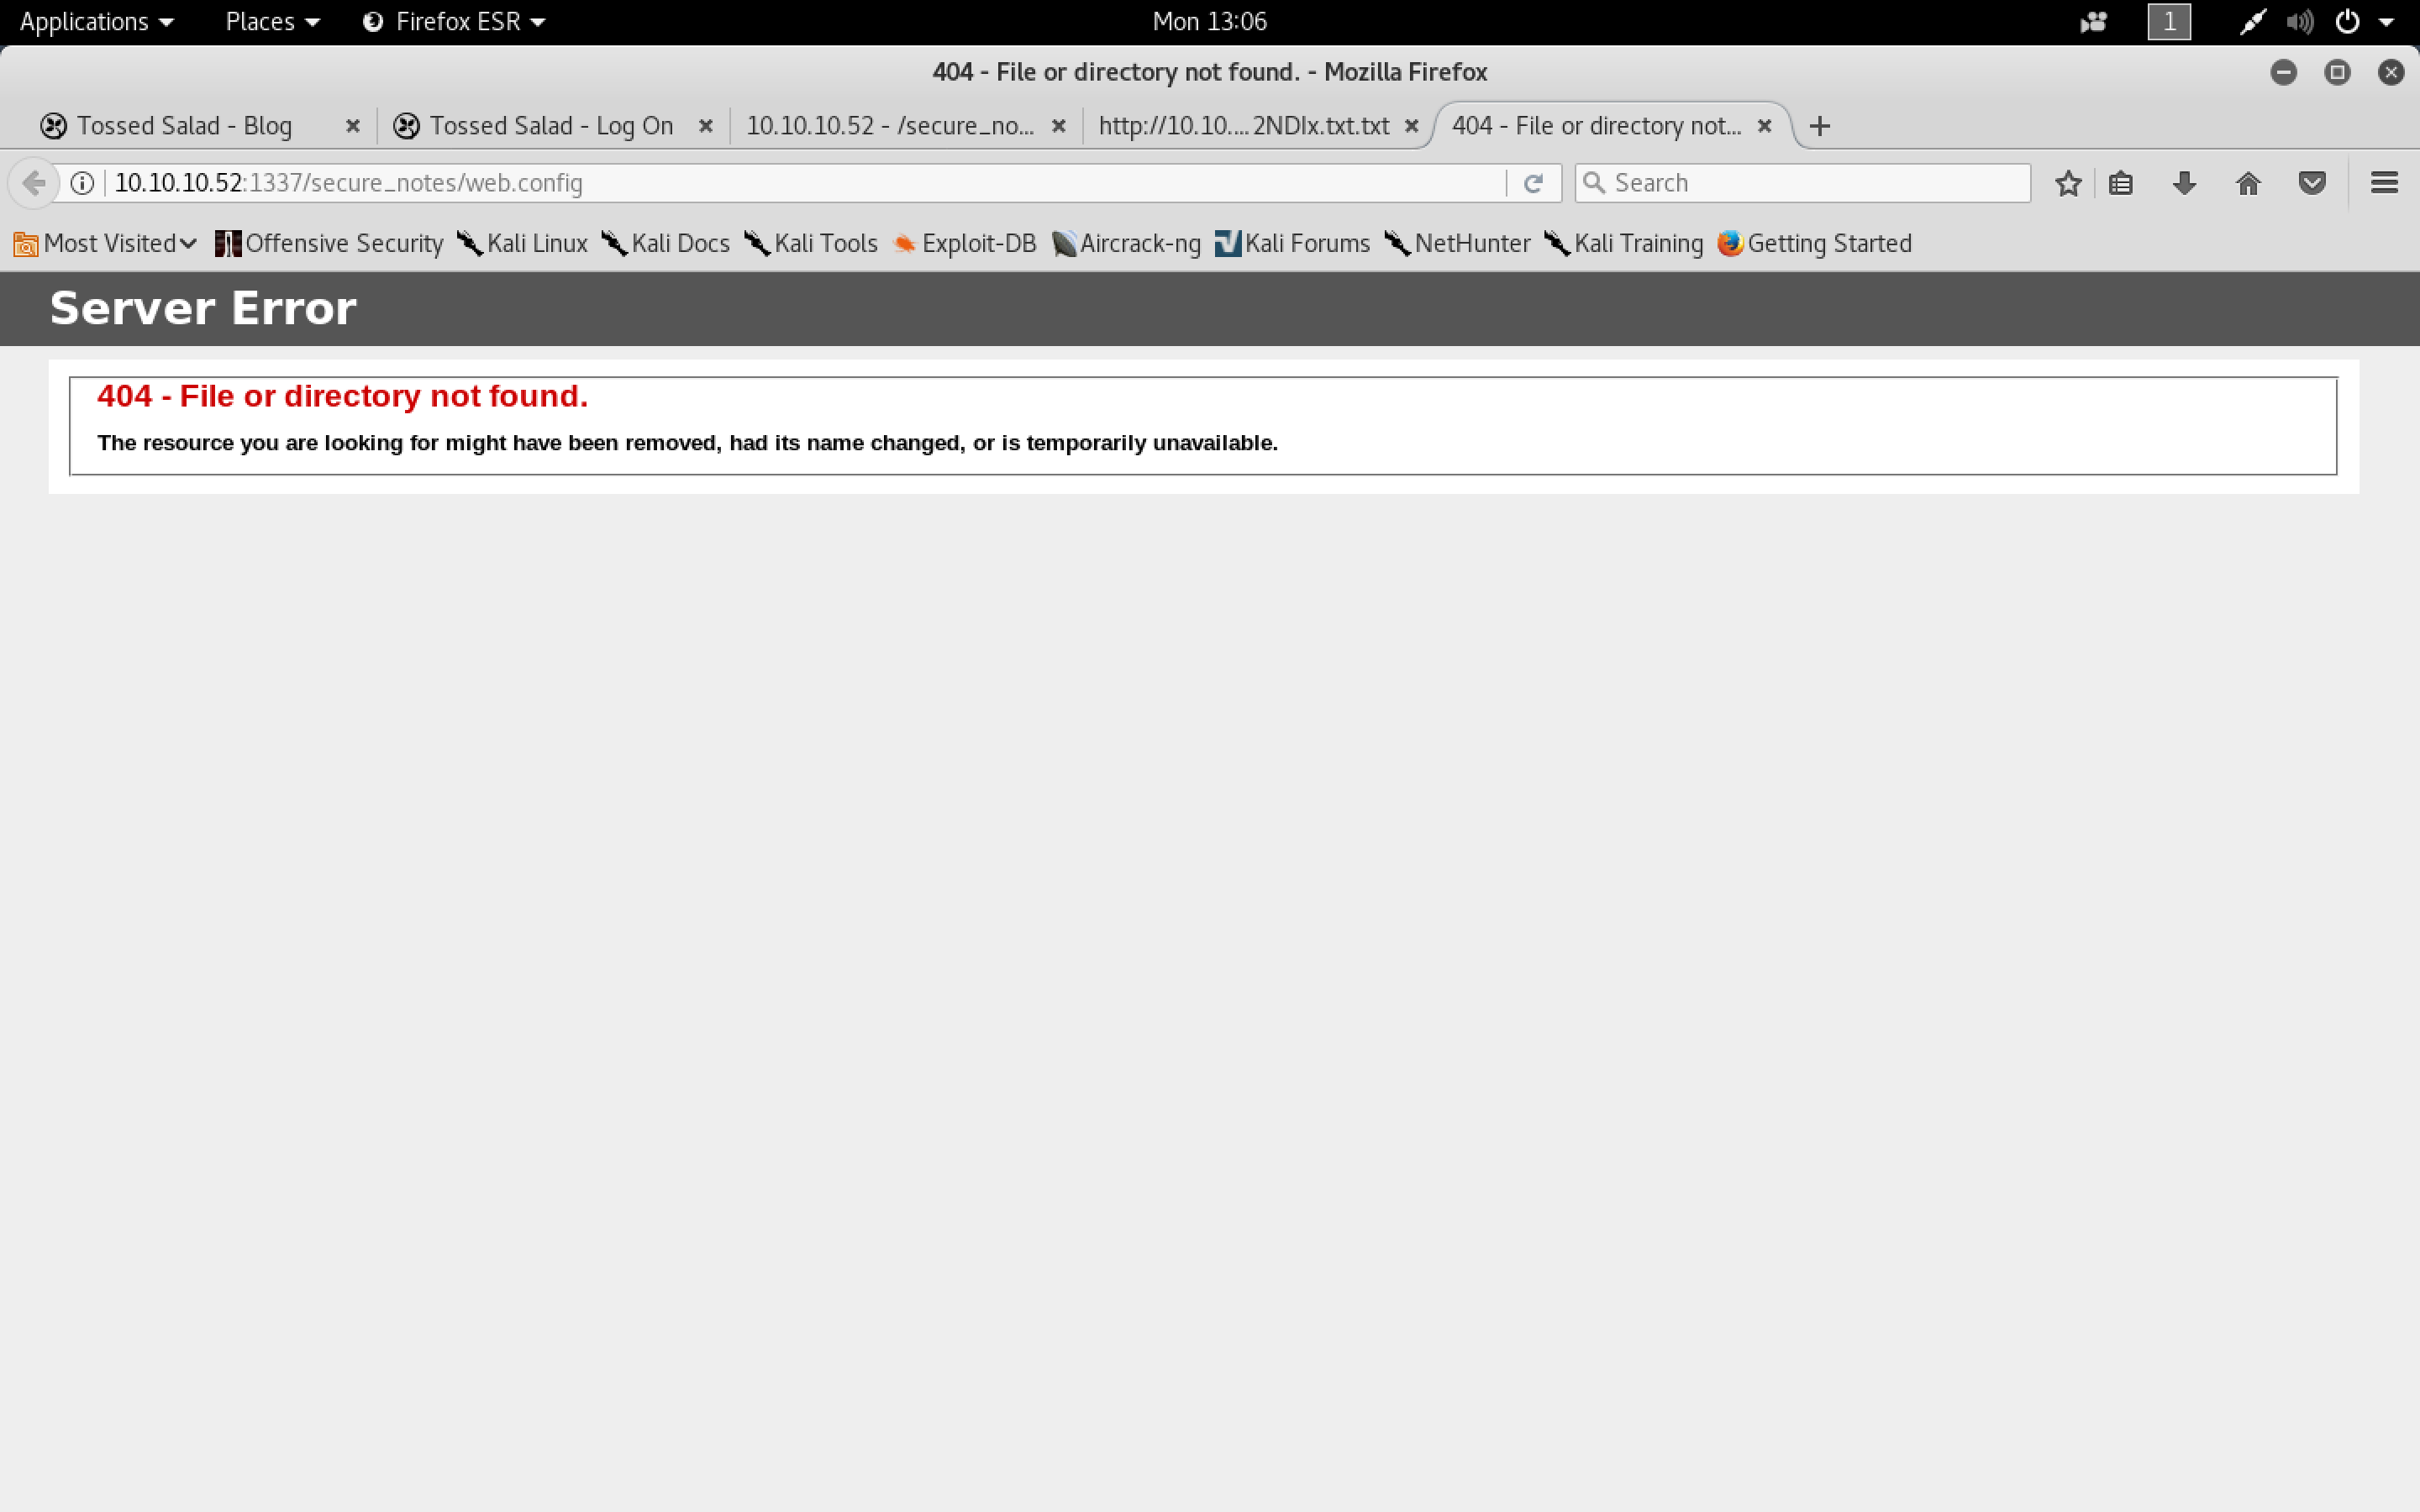 Applications Places Firefox ESR Mon 13:06 1
404 - File or directory not found. - Mozilla Firefox
Tossed Salad - Blog Tossed Salad - Log On 10.10.10.52 - /secure_no... http://10.10....2NDIx.txt.txt 404 - File or directory not...
10.10.10.52:1337/secure_notes/web.config Search
Most Visited Offensive Security Kali Linux Kali Docs Kali Tools Exploit-DB Aircrack-ng Kali Forums NetHunter Kali Training Getting Started
Server Error
404 - File or directory not found.
The resource you are looking for might have been removed, had its name changed, or is temporarily unavailable.